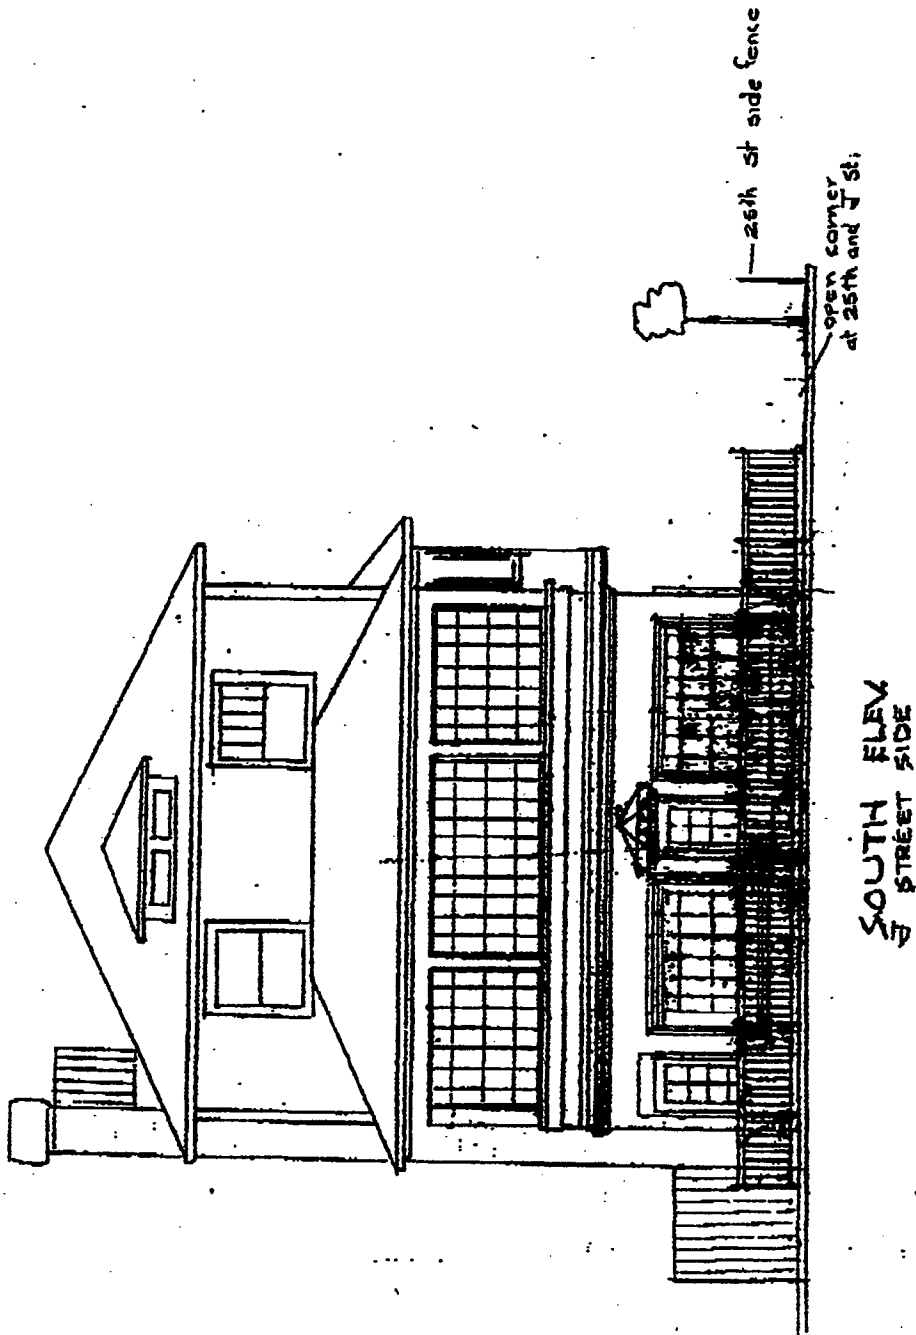 25th st side fence
open corner
at 25th and J st.
SOUTH ELEV.
J STREET SIDE